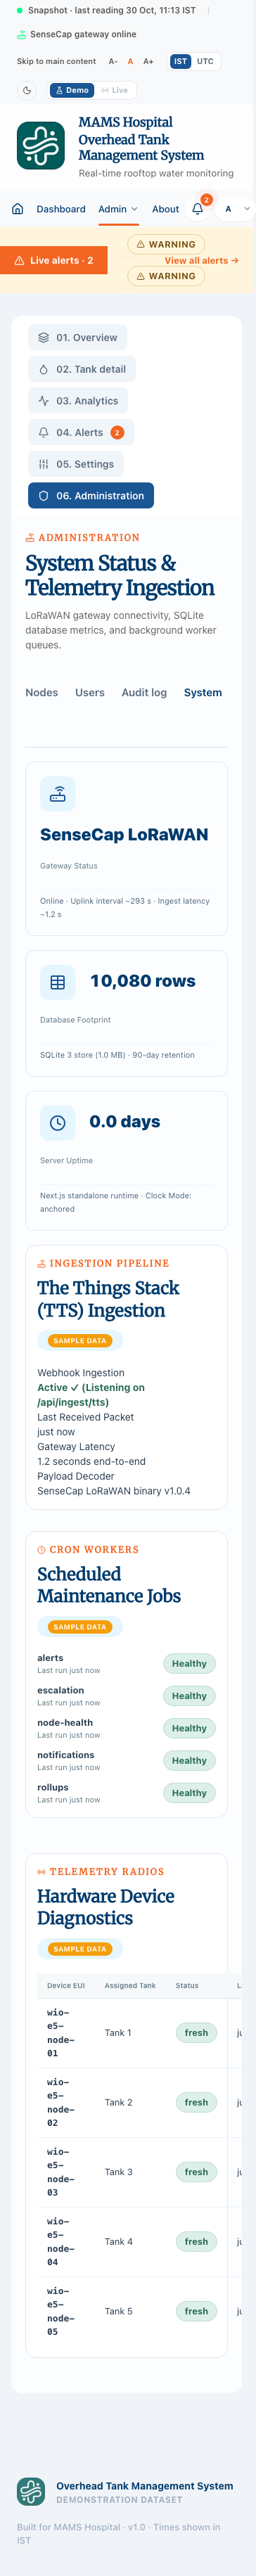 Snapshot · last reading 30 Oct, 11:13 IST |
SenseCap gateway online
Skip to main content A- A A+ IST UTC
Demo Live
MAMS Hospital
Overhead Tank
Management System
Real-time rooftop water monitoring
Dashboard Admin About 2 A
Live alerts · 2
WARNING
WARNING
View all alerts →
01. Overview
02. Tank detail
03. Analytics
04. Alerts 2
05. Settings
06. Administration
ADMINISTRATION
System Status &
Telemetry Ingestion
LoRaWAN gateway connectivity, SQLite
database metrics, and background worker
queues.
Nodes Users Audit log System
SenseCap LoRaWAN
Gateway Status
Online · Uplink interval ~293 s · Ingest latency
~1.2 s
10,080 rows
Database Footprint
SQLite 3 store (1.0 MB) · 90-day retention
0.0 days
Server Uptime
Next.js standalone runtime · Clock Mode:
anchored
INGESTION PIPELINE
The Things Stack
(TTS) Ingestion
SAMPLE DATA
Webhook Ingestion
Active ✓ (Listening on
/api/ingest/tts)
Last Received Packet
just now
Gateway Latency
1.2 seconds end-to-end
Payload Decoder
SenseCap LoRaWAN binary v1.0.4
CRON WORKERS
Scheduled
Maintenance Jobs
SAMPLE DATA
alerts
Last run just now
Healthy
escalation
Last run just now
Healthy
node-health
Last run just now
Healthy
notifications
Last run just now
Healthy
rollups
Last run just now
Healthy
TELEMETRY RADIOS
Hardware Device
Diagnostics
SAMPLE DATA
Device EUI Assigned Tank Status
wio-
e5-
node-
01
Tank 1 fresh
wio-
e5-
node-
02
Tank 2 fresh
wio-
e5-
node-
03
Tank 3 fresh
wio-
e5-
node-
04
Tank 4 fresh
wio-
e5-
node-
05
Tank 5 fresh
Overhead Tank Management System
DEMONSTRATION DATASET
Built for MAMS Hospital · v1.0 · Times shown in
IST